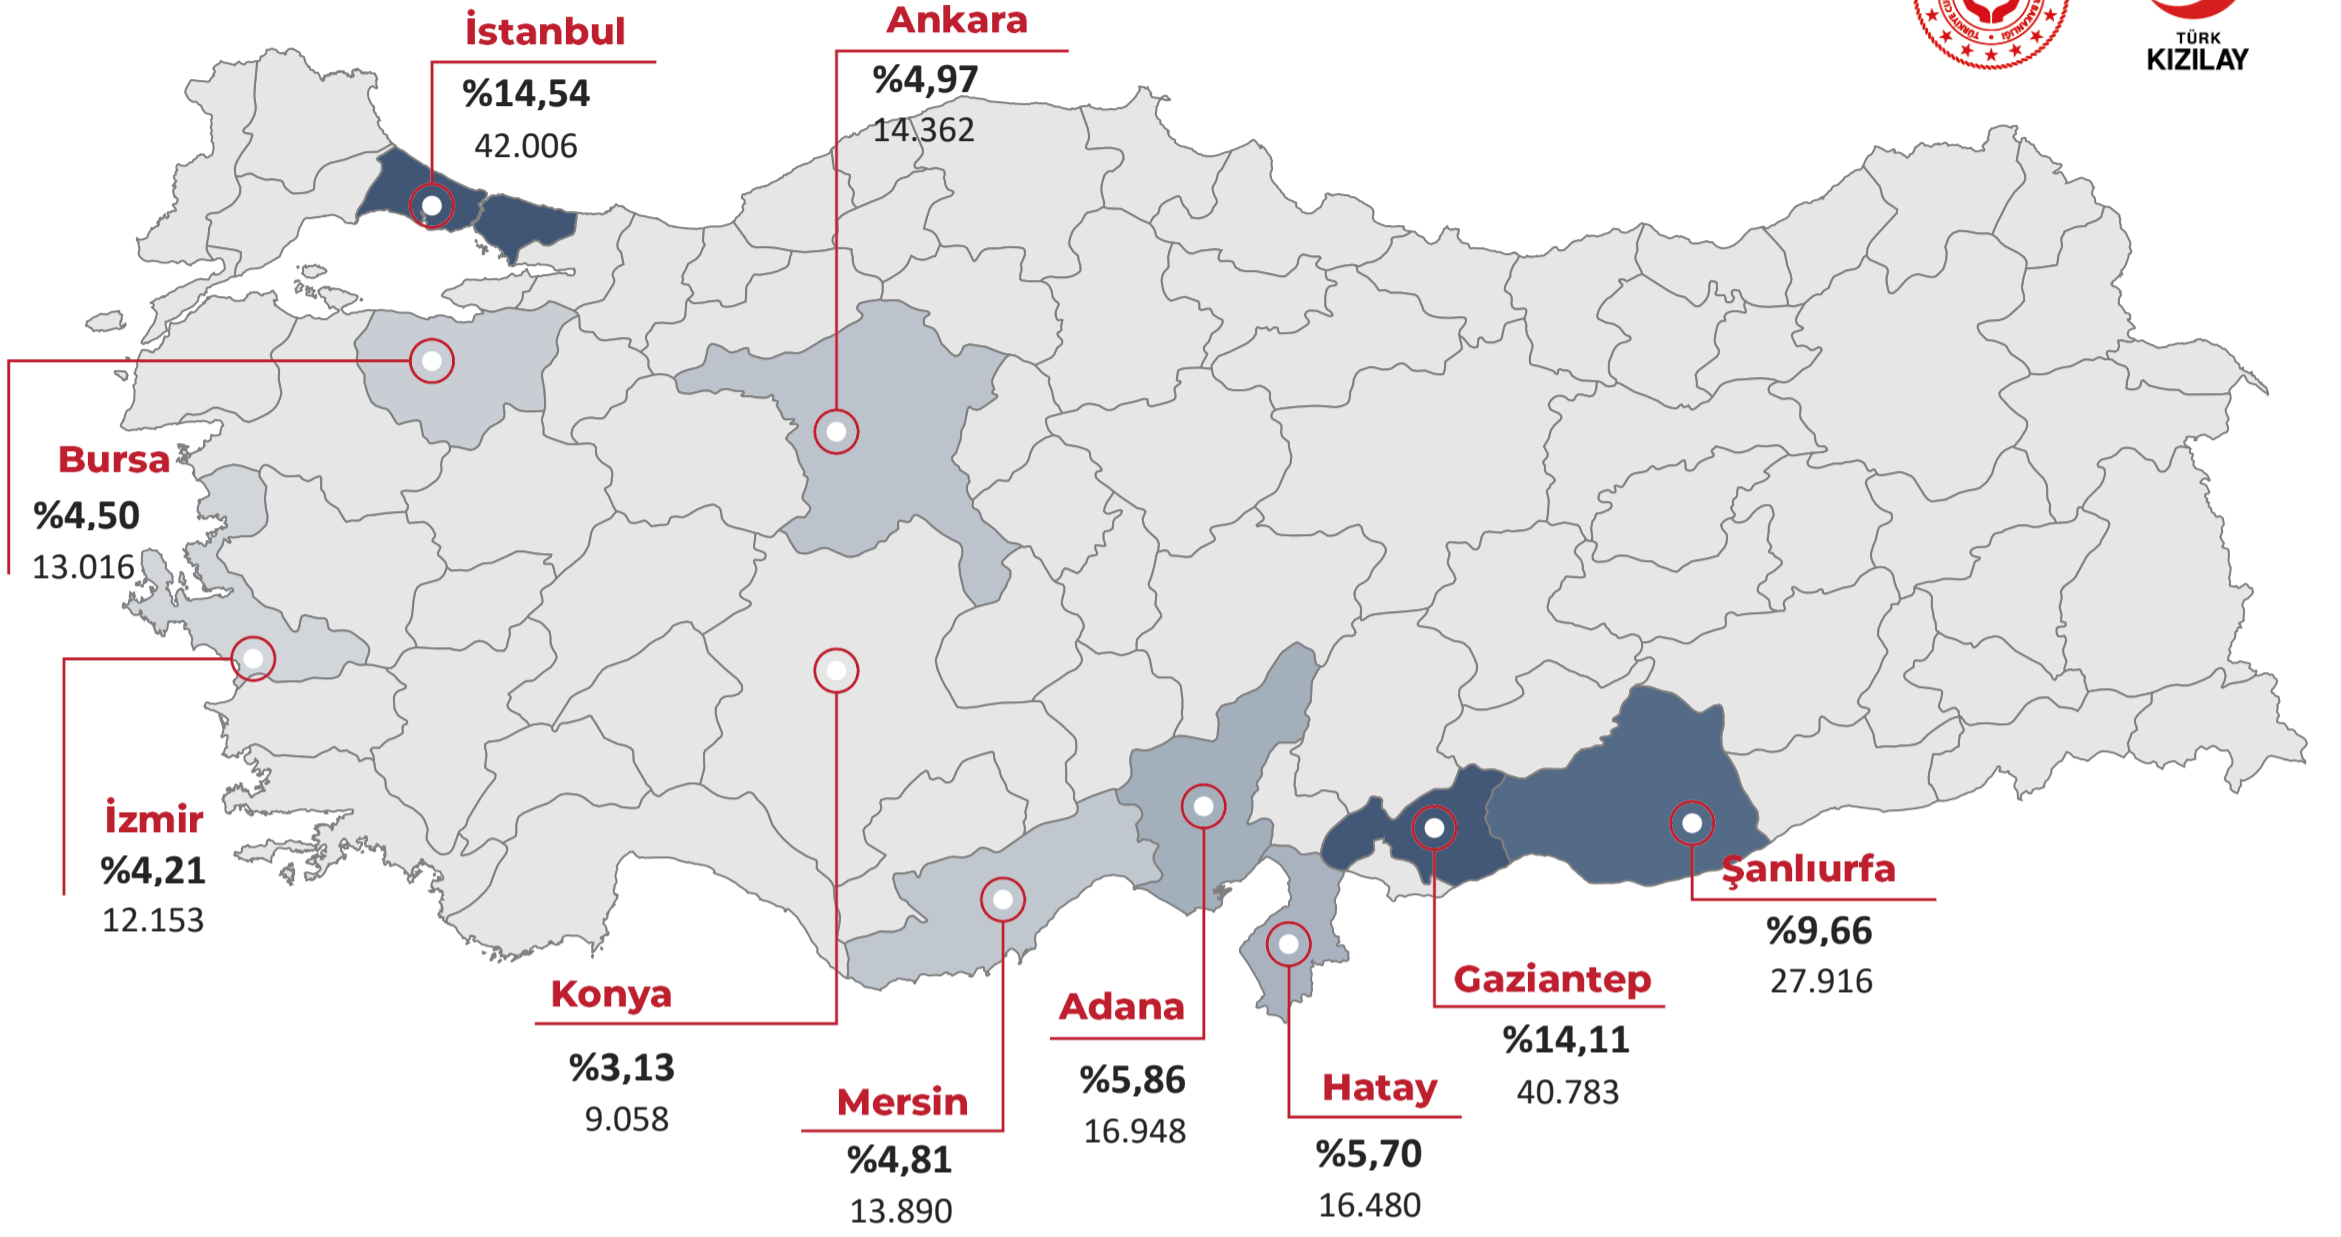 İstanbul
%14,54
42.006
Ankara
%4,97
14.362
TÜRK
KIZILAY
Bursa
%4,50
13.016
İzmir
%4,21
12.153
Konya
%3,13
9.058
Mersin
%4,81
13.890
Adana
%5,86
16.948
Hatay
%5,70
16.480
Gaziantep
%14,11
40.783
Şanlıurfa
%9,66
27.916